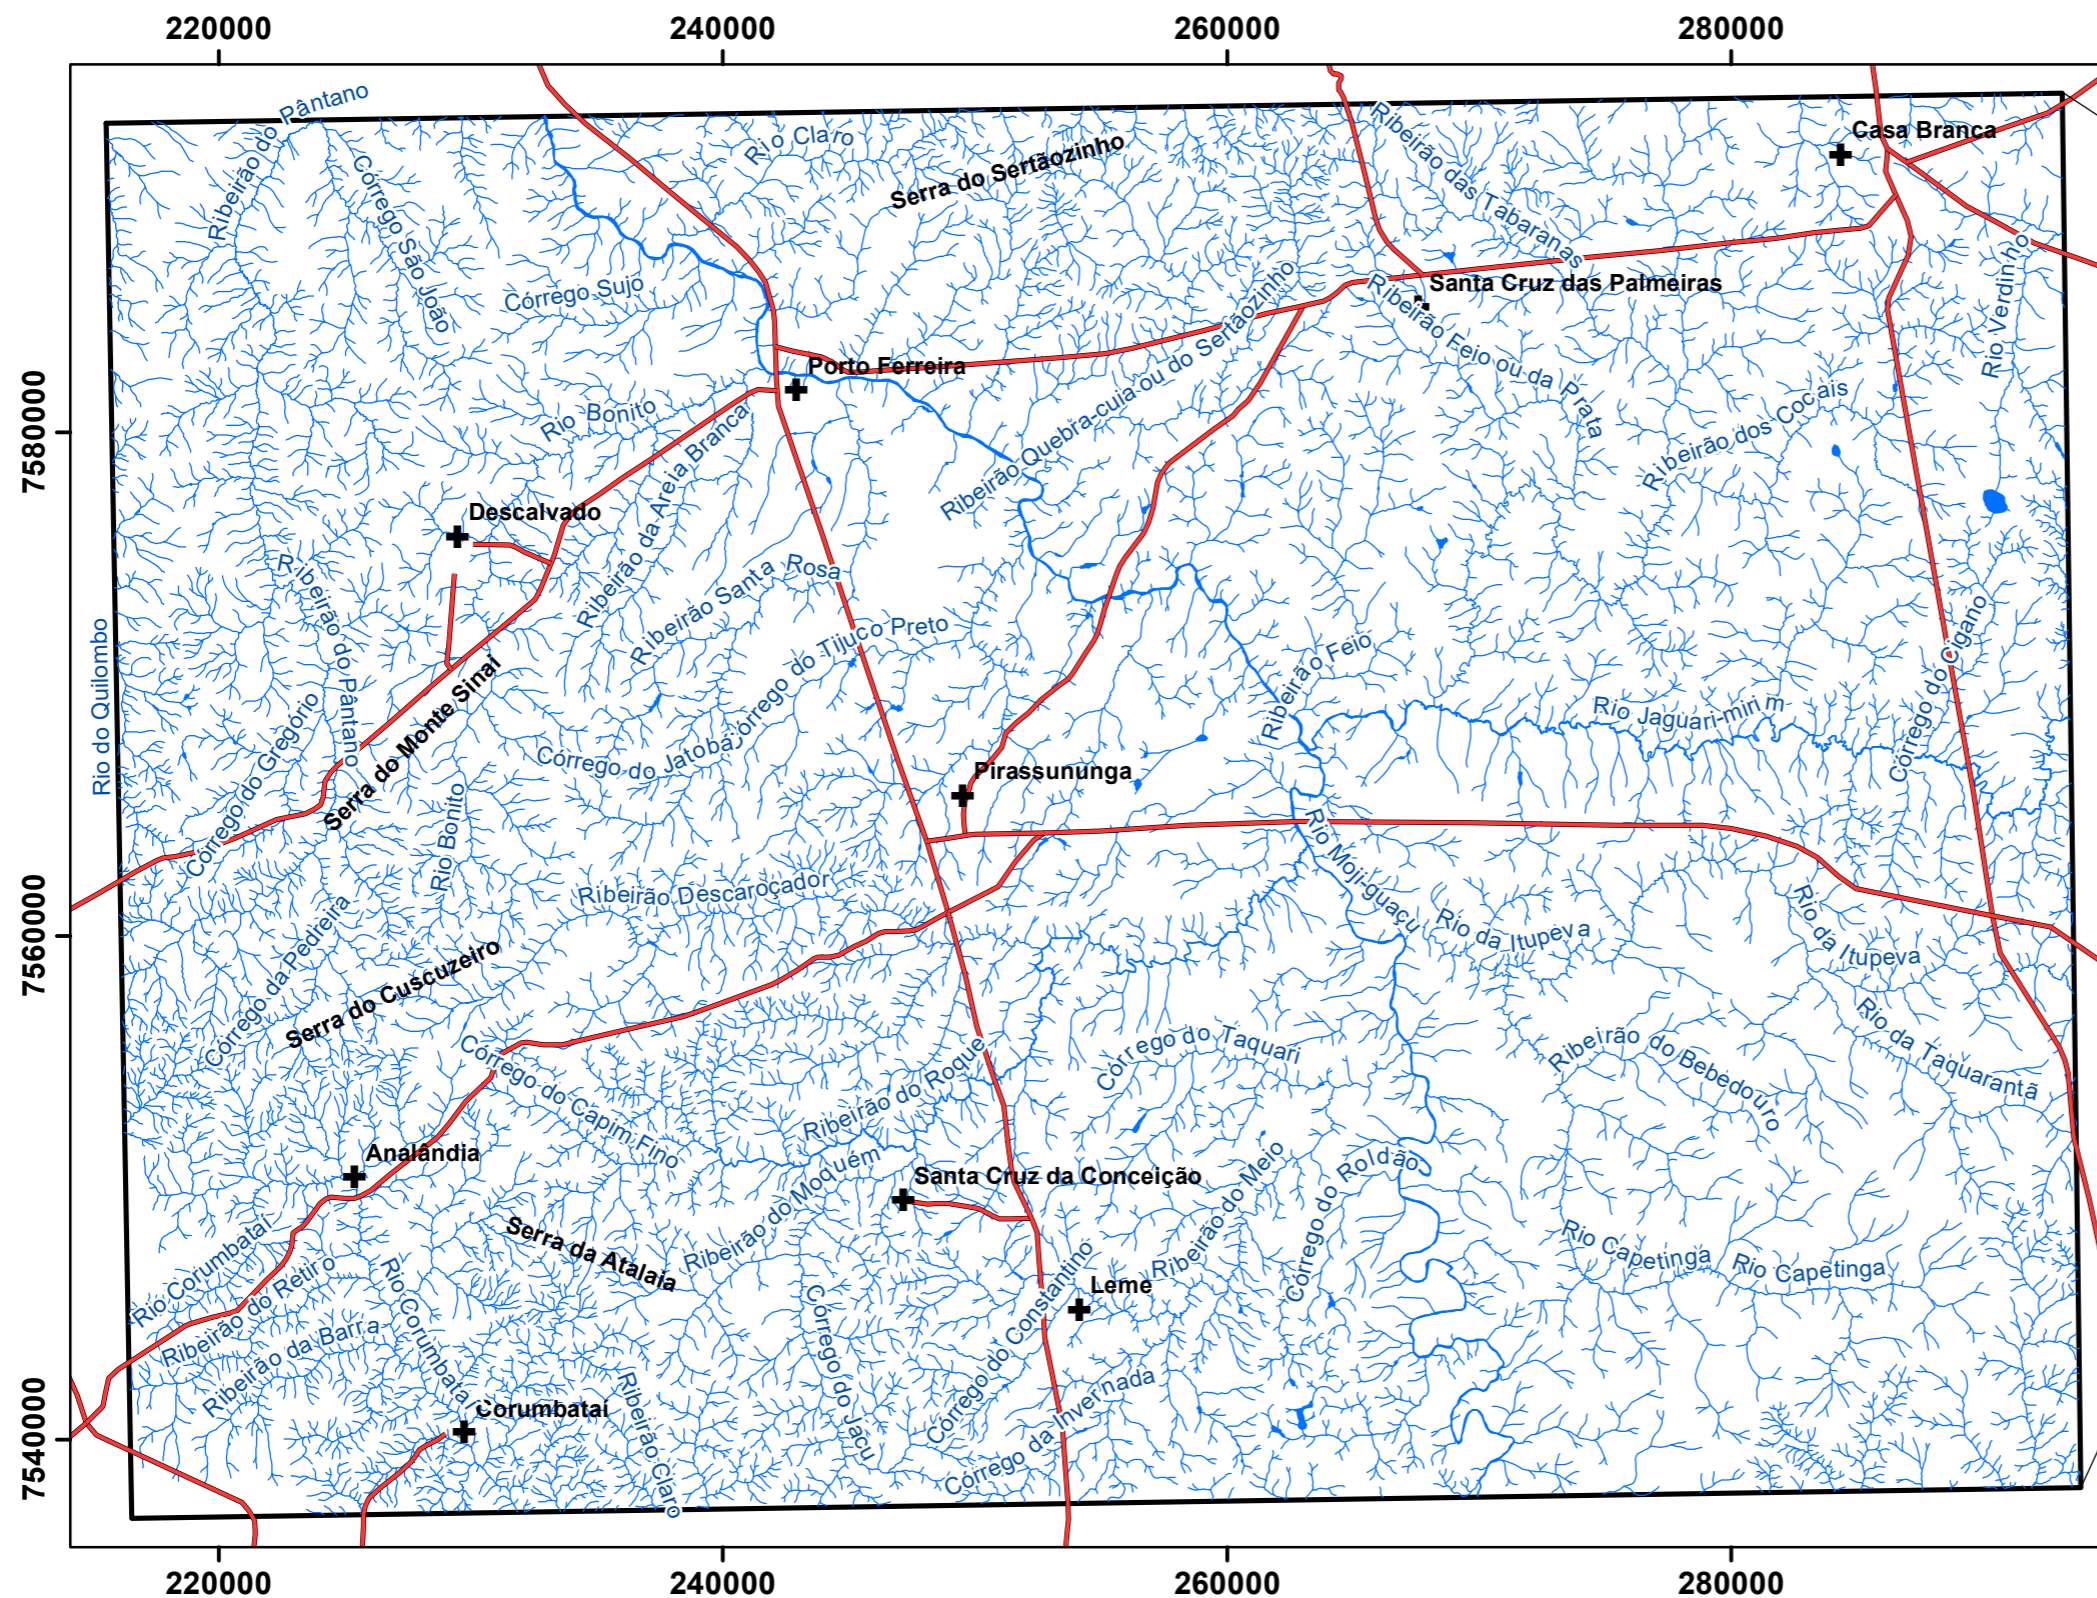 220000 240000 260000 280000
Ribeirão do Pântano
Rio Claro
Ribeirão das Tabaranas
Casa Branca
Serra do Sertãozinho
Córrego São João
Rio Verdinho
Córrego Sujo
Santa Cruz das Palmeiras
Ribeirão Feio ou da Prata
Porto Ferreira
Ribeirão Quebra-cuia ou do Sertãozinho
7580000
Rio Bonito
Ribeirão dos Cocais
Ribeirão da Areia Branca
Descalvado
Ribeirão Santa Rosa
Ribeirão do Pântano
Córrego do Tijuco Preto
Ribeirão Feio
Córrego do Cigano
Rio do Quilombo
Serra do Monte Sinai
Rio Jaguari-mirim
Córrego do Gregório
Córrego do Jatobá
Pirassununga
Rio Bonito
Rio Moji-guaçu
Ribeirão Descaroçador
Rio da Itupeva
Rio da Itupeva
7560000
Córrego da Pedreira
Serra do Cuscuzeiro
Rio da Taquarantã
Córrego do Taquari
Ribeirão do Bebedouro
Córrego do Capim Fino
Ribeirão do Roque
Analândia
Ribeirão do Moquém
Santa Cruz da Conceição
Ribeirão do Meio
Córrego do Roldão
Serra da Atalaia
Rio Corumbataí
Rio Capetinga
Rio Capetinga
Ribeirão do Retiro
Rio Corumbataí
Córrego do Constantino
Leme
Ribeirão da Barra
Córrego do Jacu
Corumbataí
Ribeirão Claro
Córrego da Invernada
7540000
220000 240000 260000 280000